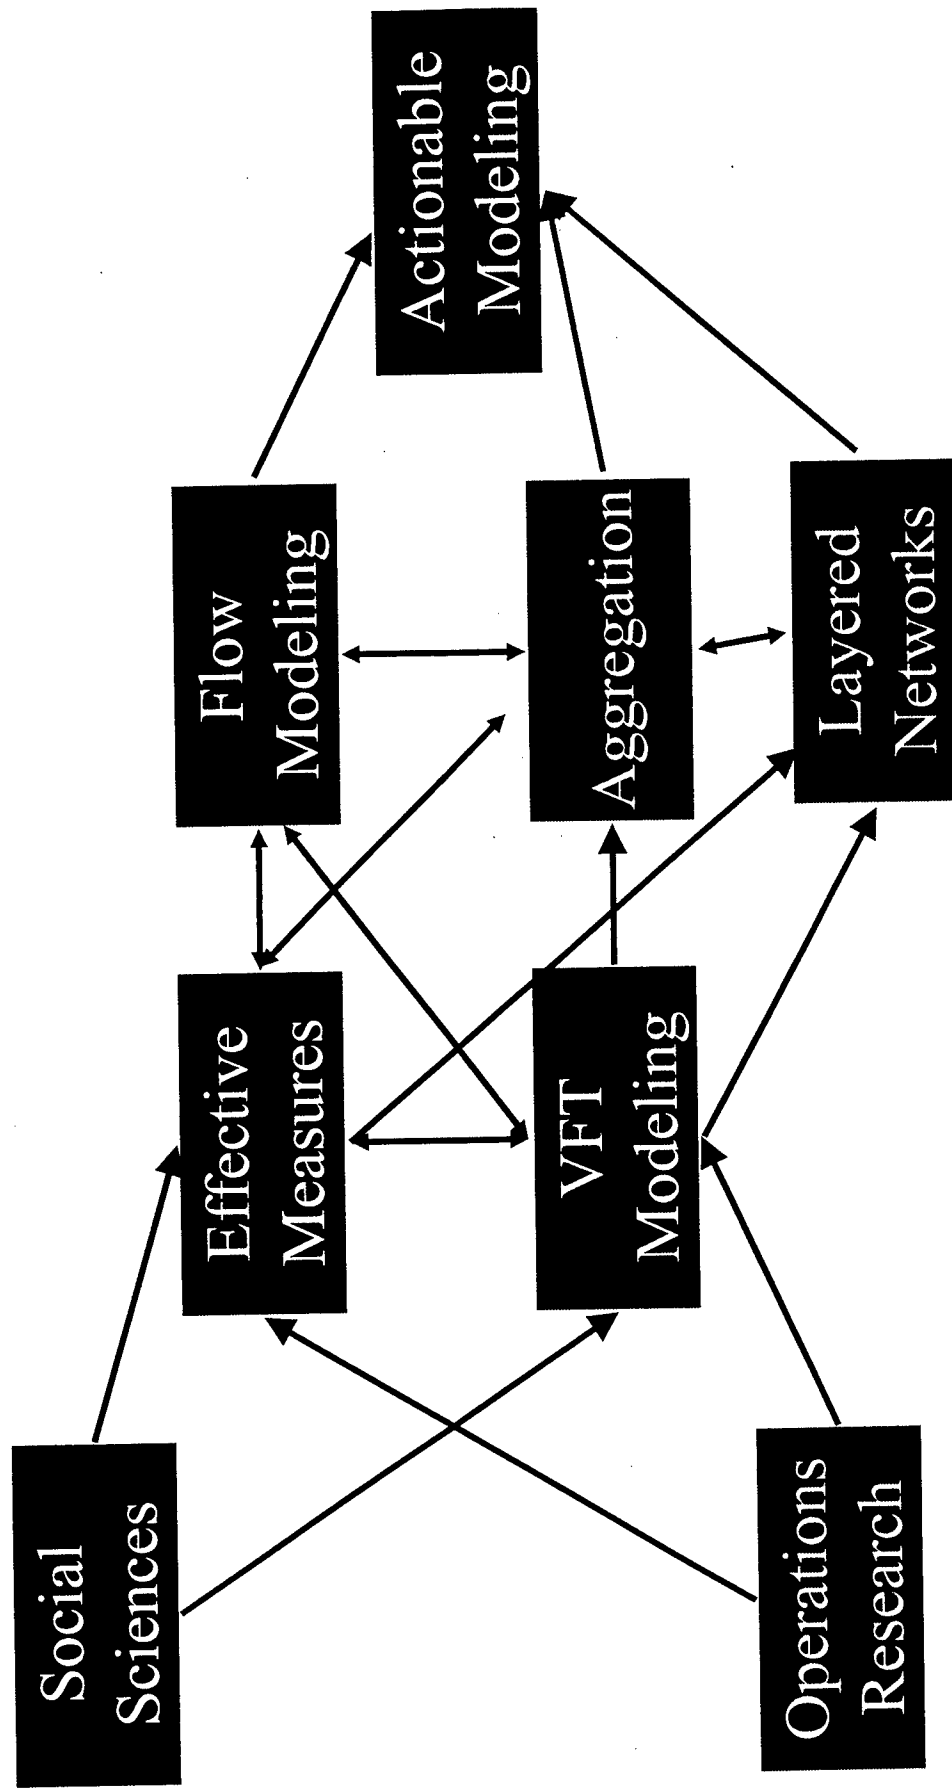 Social
Sciences
Operations
Research
Effective
Measures
VFT
Modeling
Flow
Modeling
Aggregation
Layered
Networks
Actionable
Modeling